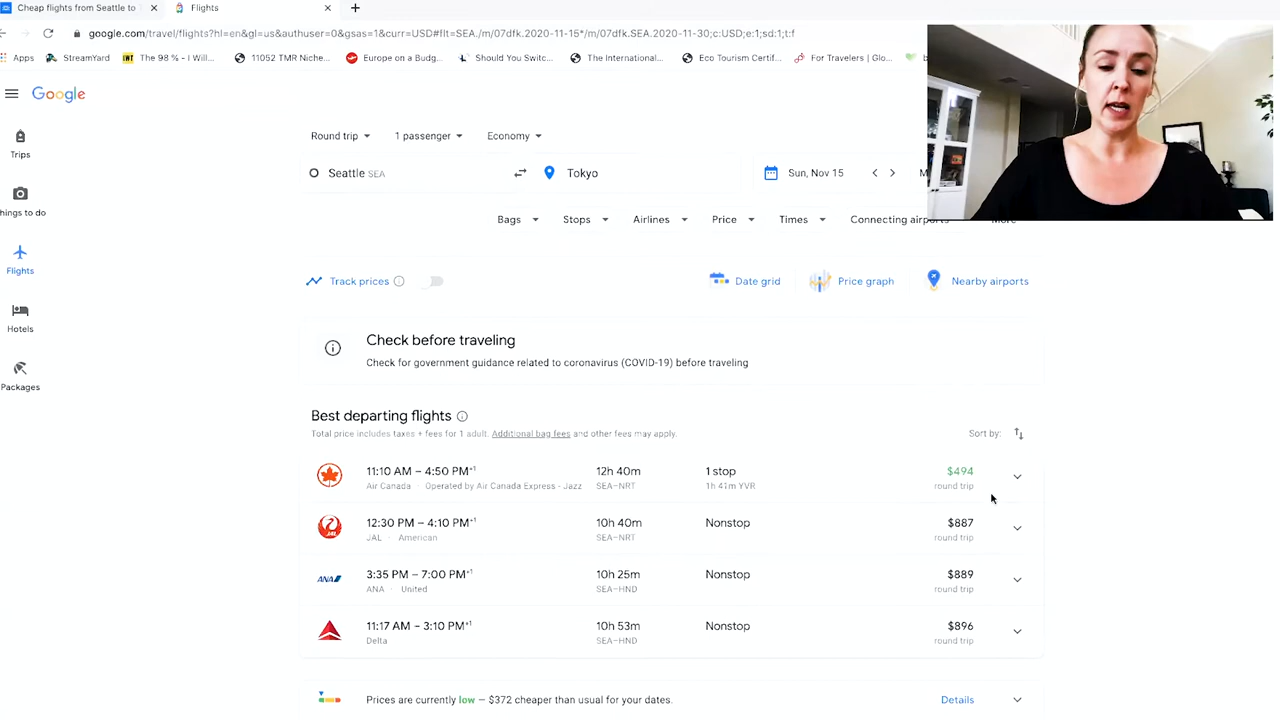 Cheap flights from Seattle to
Flights
google.com/travel/flights?hl=en&gl=us&authuser=0&gsas=1&curr=USD#flt=SEA./m/07dfk.2020-11-15*/m/07dfk.SEA.2020-11-30;c:USD;e:1;sd:1;t:f
Apps StreamYard IWT The 98 % - I Will... 11052 TMR Niche... Europe on a Budg... Should You Switc... The International... Eco Tourism Certif... For Travelers | Glo...
Google
Round trip 1 passenger Economy
Trips
Seattle SEA Tokyo Sun, Nov 15
hings to do
Bags Stops Airlines Price Times Connecting airports More
Flights
Track prices Date grid Price graph Nearby airports
Hotels
Check before traveling
Check for government guidance related to coronavirus (COVID-19) before traveling
Packages
Best departing flights
Total price includes taxes + fees for 1 adult. Additional bag fees and other fees may apply.
Sort by:
11:10 AM – 4:50 PM+1 12h 40m 1 stop $494
Air Canada · Operated by Air Canada Express - Jazz SEA–NRT 1h 41m YVR round trip
12:30 PM – 4:10 PM+1 10h 40m Nonstop $887
JAL · American SEA–NRT round trip
3:35 PM – 7:00 PM+1 10h 25m Nonstop $889
ANA ANA · United SEA–HND round trip
11:17 AM – 3:10 PM+1 10h 53m Nonstop $896
Delta SEA–HND round trip
Prices are currently low — $372 cheaper than usual for your dates. Details